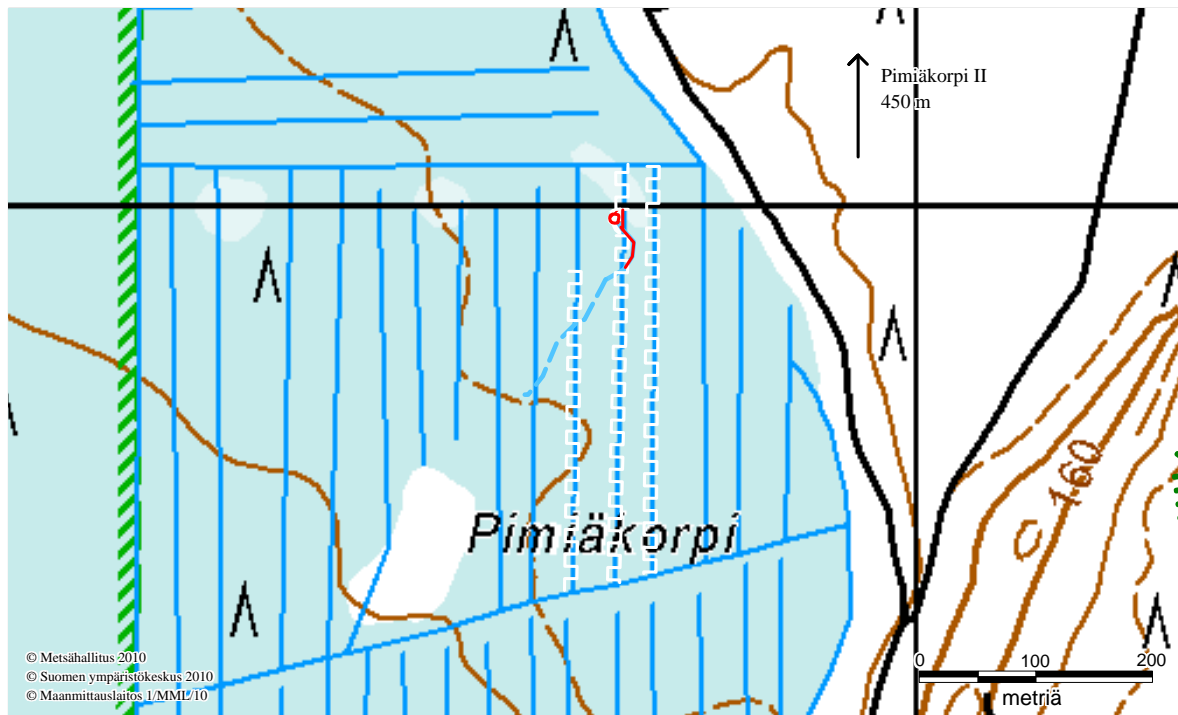 Pimiäkorpi II
450 m
160
Pimiäkorpi
© Metsähallitus 2010
© Suomen ympäristökeskus 2010
© Maanmittauslaitos 1/MML/10
0 100 200
metriä